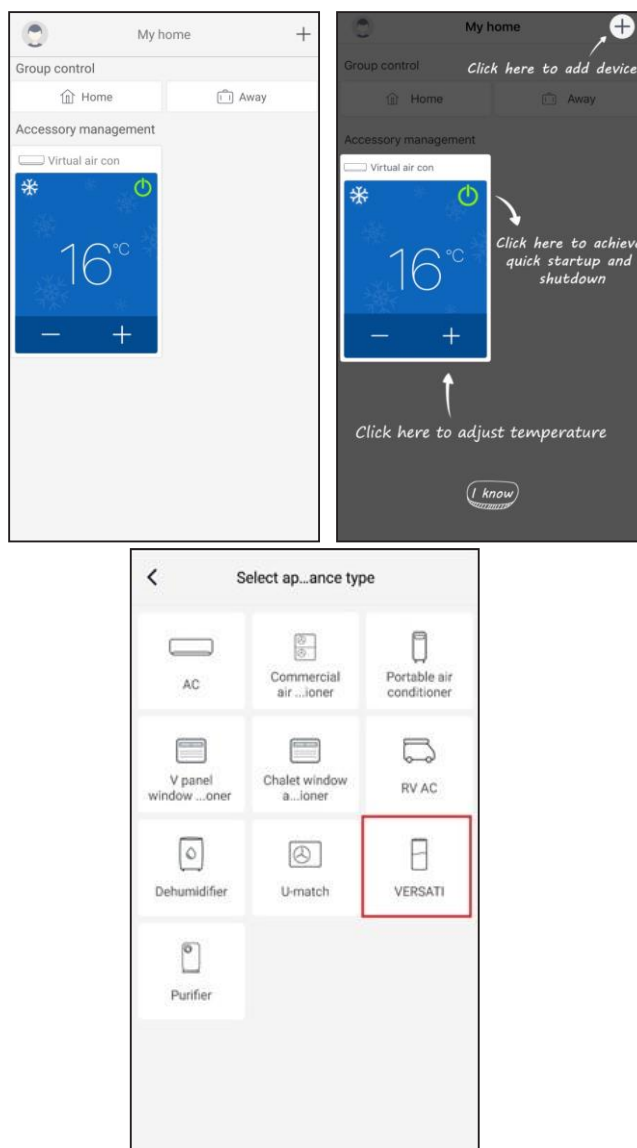 My home
+
Group control
Home
Away
Accessory management
Virtual air con
16°C
− +
My home
+
Group control
Click here to add device
Home
Away
Accessory management
Virtual air con
16°C
Click here to achieve
quick startup and
shutdown
− +
Click here to adjust temperature
I know
Select ap...ance type
AC
Commercial
air ...ioner
Portable air
conditioner
V panel
window ...oner
Chalet window
a...ioner
RV AC
Dehumidifier
U-match
VERSATI
Purifier